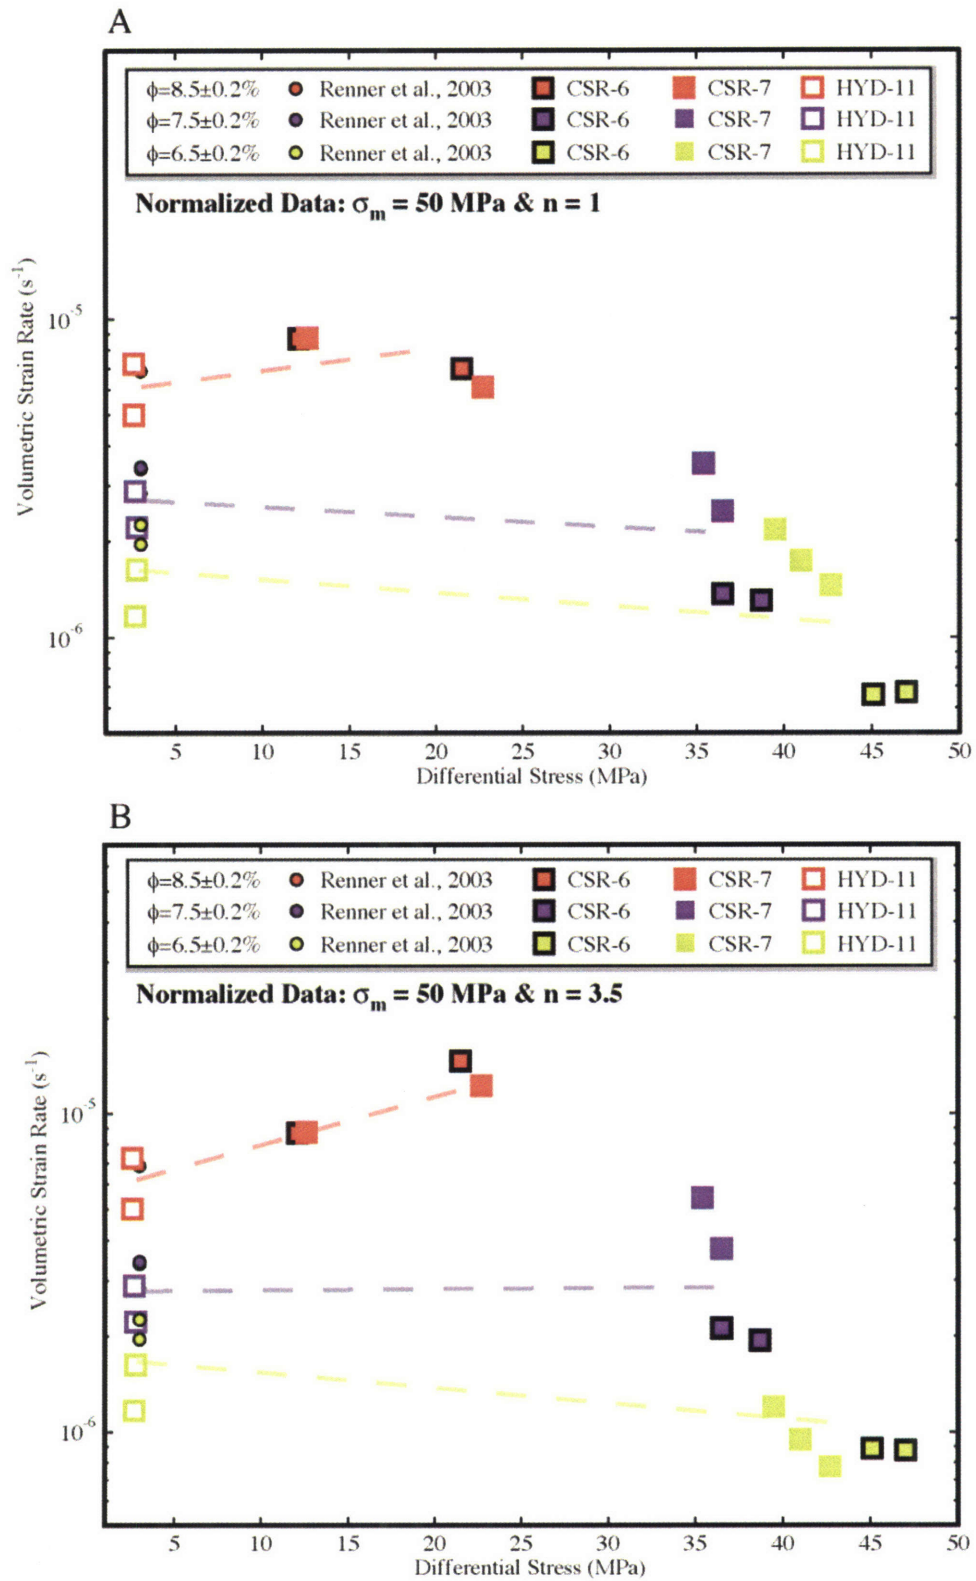 A
ϕ=8.5±0.2% Renner et al., 2003 CSR-6 CSR-7 HYD-11
ϕ=7.5±0.2% Renner et al., 2003 CSR-6 CSR-7 HYD-11
ϕ=6.5±0.2% Renner et al., 2003 CSR-6 CSR-7 HYD-11
Normalized Data: σm = 50 MPa & n = 1
Volumetric Strain Rate (s-1)
10-5
10-6
5 10 15 20 25 30 35 40 45 50
Differential Stress (MPa)
B
ϕ=8.5±0.2% Renner et al., 2003 CSR-6 CSR-7 HYD-11
ϕ=7.5±0.2% Renner et al., 2003 CSR-6 CSR-7 HYD-11
ϕ=6.5±0.2% Renner et al., 2003 CSR-6 CSR-7 HYD-11
Normalized Data: σm = 50 MPa & n = 3.5
Volumetric Strain Rate (s-1)
10-5
10-6
5 10 15 20 25 30 35 40 45 50
Differential Stress (MPa)